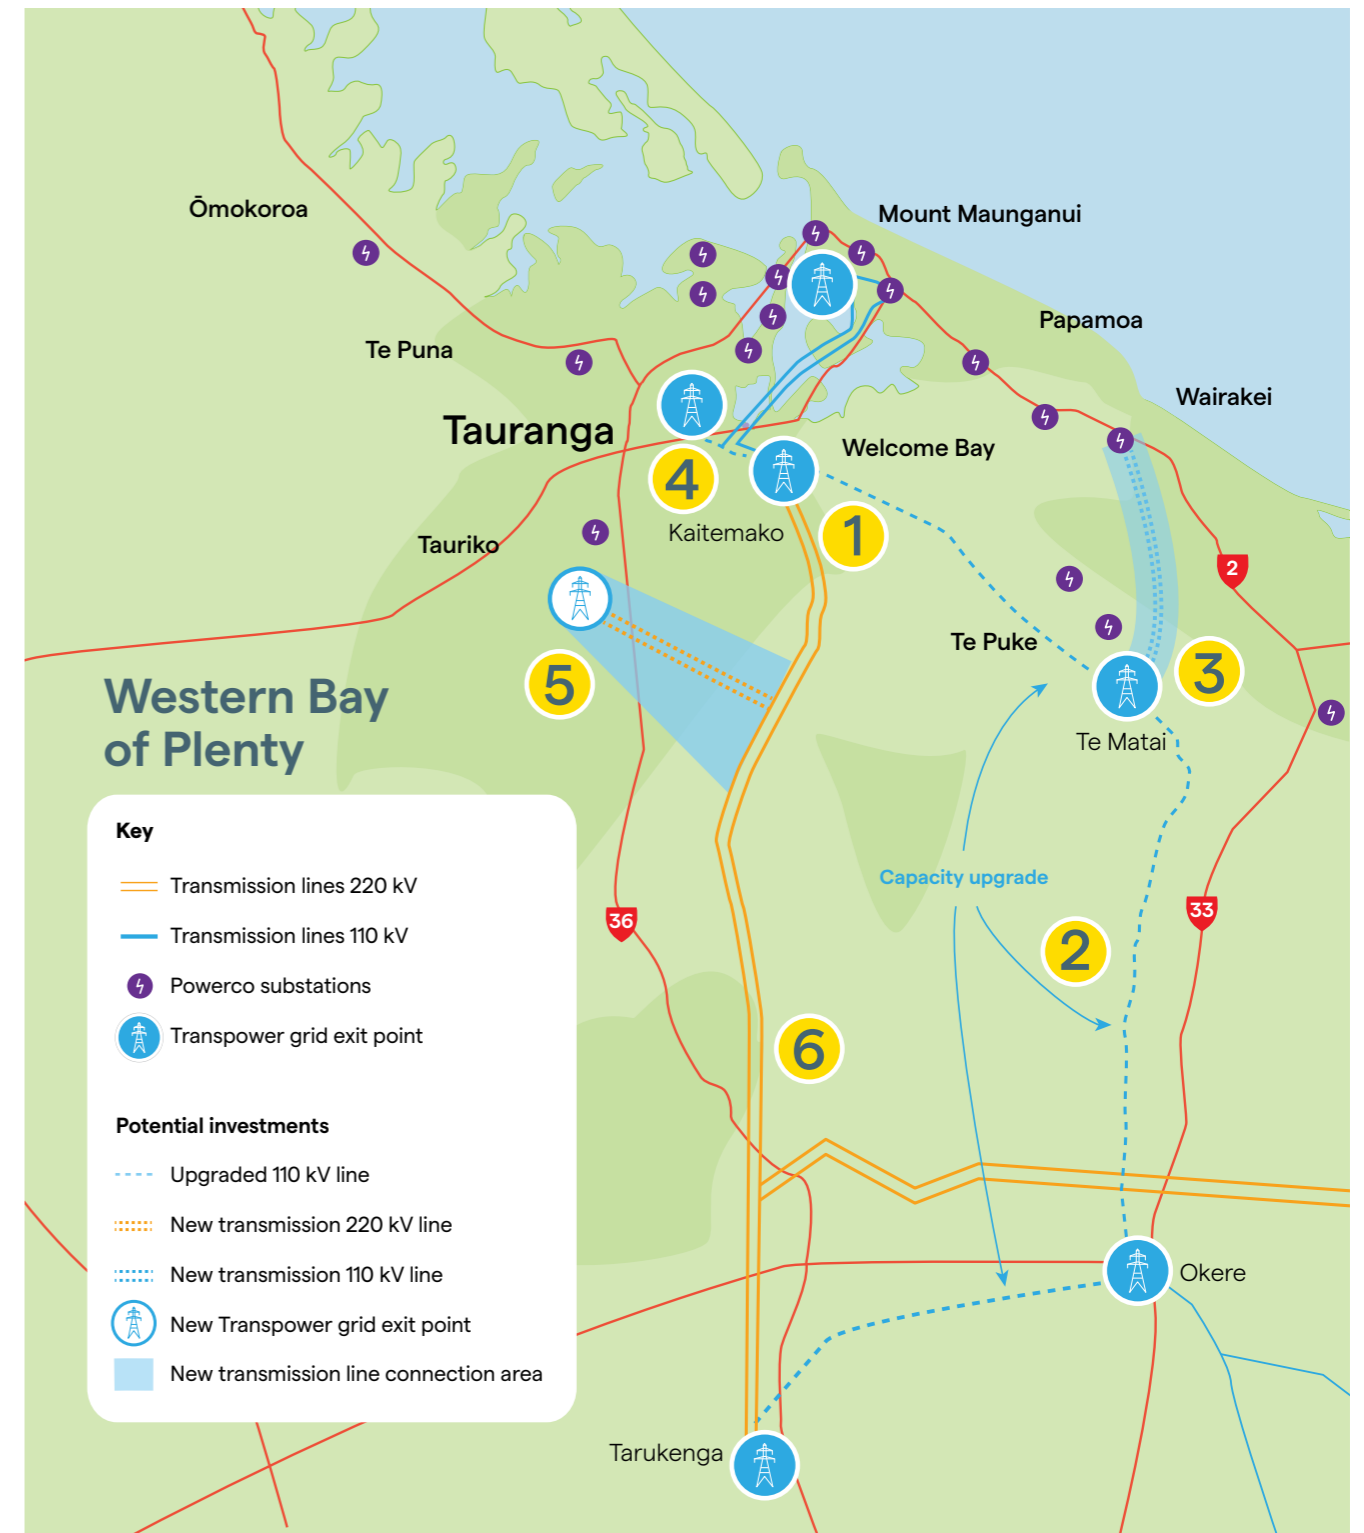 Ōmokoroa
Mount Maunganui
Papamoa
Te Puna
Wairakei
Tauranga
Welcome Bay
4
Kaitemako
1
Tauriko
2
Te Puke
3
5
Western Bay
of Plenty
Te Matai
Key
Transmission lines 220 kV
Transmission lines 110 kV
Powerco substations
Transpower grid exit point
Potential investments
Upgraded 110 kV line
New transmission 220 kV line
New transmission 110 kV line
New Transpower grid exit point
New transmission line connection area
Capacity upgrade
36
33
2
6
Okere
Tarukenga